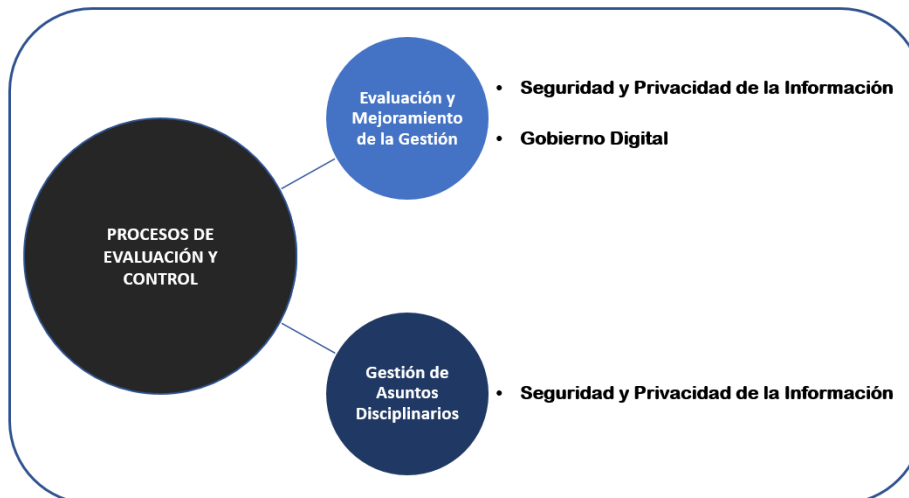 PROCESOS DE
EVALUACIÓN Y
CONTROL
Evaluación y
Mejoramiento
de la Gestión
• Seguridad y Privacidad de la Información
• Gobierno Digital
Gestión de
Asuntos
Disciplinarios
• Seguridad y Privacidad de la Información